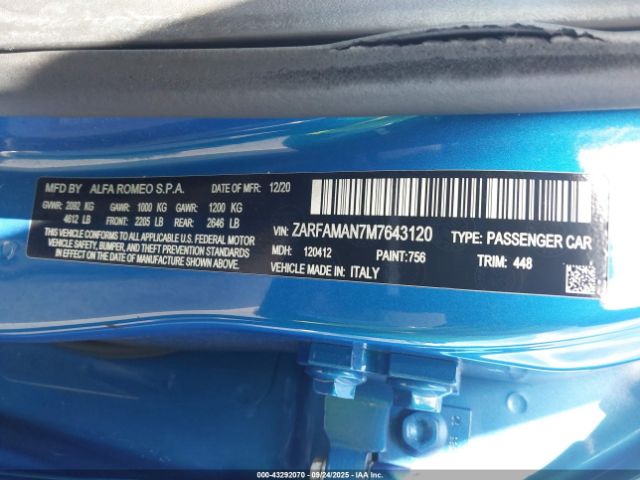 MFD BY ALFA ROMEO S.P.A. DATE OF MFR: 12/20
GVWR: 2092 KG GAWR: 1000 KG GAWR: 1200 KG
4612 LB FRONT: 2205 LB REAR: 2646 LB
THIS VEHICLE CONFORMS TO ALL APPLICABLE U.S. FEDERAL MOTOR
VEHICLE SAFETY, BUMPER, AND THEFT PREVENTION STANDARDS
IN EFFECT ON THE DATE OF MANUFACTURE SHOWN ABOVE.
VIN: ZARFAMAN7M7643120 TYPE: PASSENGER CAR
MDH: 120412 PAINT:756 TRIM: 448
VEHICLE MADE IN: ITALY
000-43292070 - 09/24/2025 - IAAI.COM